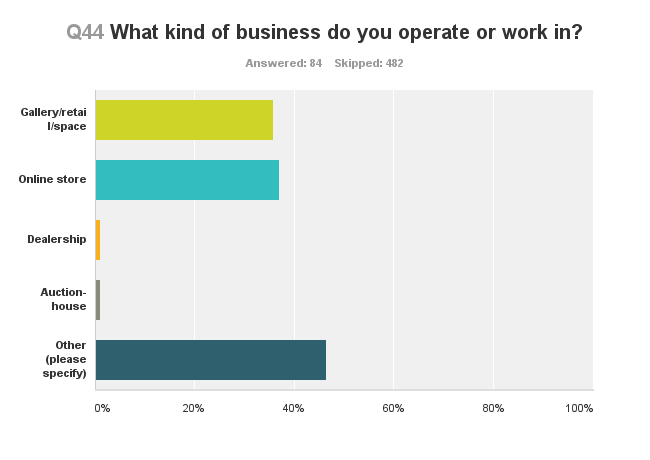 Q44 What kind of business do you operate or work in?
Answered: 84 Skipped: 482
Gallery/retai
l/space
Online store
Dealership
Auction-
house
Other
(please
specify)
0% 20% 40% 60% 80% 100%